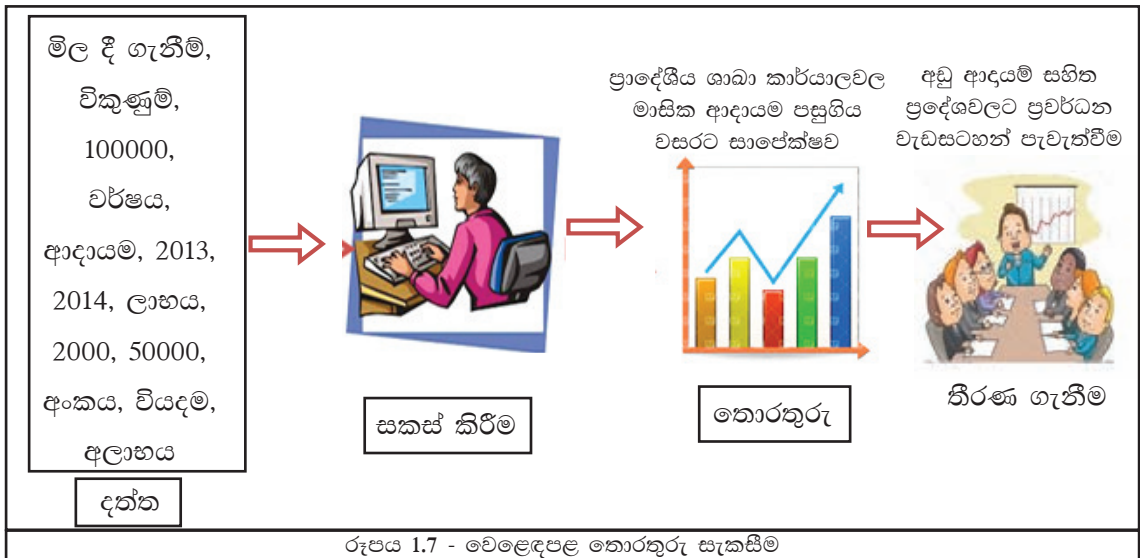 මිල දී ගැනීම්,
විකුණුම්,
100000,
වර්ෂය,
ආදායම, 2013,
2014, ලාභය,
2000, 50000,
අංකය, වියදම,
අලාභය
දත්ත
සකස් කිරීම
ප්‍රාදේශීය ශාඛා කාර්යාලවල
මාසික ආදායම පසුගිය
වසරට සාපේක්ෂව
තොරතුරු
අඩු ආදායම් සහිත
ප්‍රදේශවලට ප්‍රවර්ධන
වැඩසටහන් පැවැත්වීම
තීරණ ගැනීම
රූපය 1.7 - වෙළෙඳපළ තොරතුරු සැකසීම